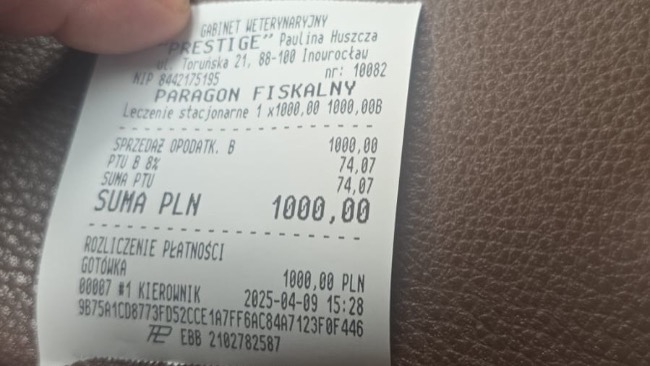 GABINET WETERYNARYJNY
"PRESTIGE" Paulina Huszcza
ul. Toruńska 21, 88-100 Inowrocław
NIP 8442175195 nr: 10082
PARAGON FISKALNY
Leczenie stacjonarne 1 x1000,00 1000,00B
SPRZEDAŻ OPODATK. B 1000,00
PTU B 8% 74,07
SUMA PTU 74,07
SUMA PLN 1000,00
ROZLICZENIE PŁATNOŚCI
GOTÓWKA 1000,00 PLN
00007 #1 KIEROWNIK 2025-04-09 15:28
9B75A1CD8773FD52CCE1A7FF6AC84A7123F0F446
EBB 2102782587